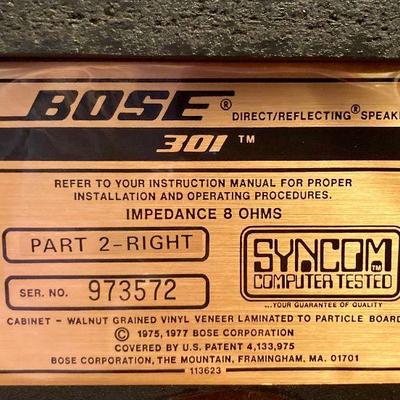 BOSE® DIRECT/REFLECTING® SPEAKE
301™
REFER TO YOUR INSTRUCTION MANUAL FOR PROPER
INSTALLATION AND OPERATING PROCEDURES.
IMPEDANCE 8 OHMS
PART 2-RIGHT
SYNCOM™
COMPUTER TESTED
SER. NO. 973572
...YOUR GUARANTEE OF QUALITY
CABINET – WALNUT GRAINED VINYL VENEER LAMINATED TO PARTICLE BOARD
© 1975, 1977 BOSE CORPORATION
COVERED BY U.S. PATENT 4,133,975
BOSE CORPORATION, THE MOUNTAIN, FRAMINGHAM, MA. 01701
113623